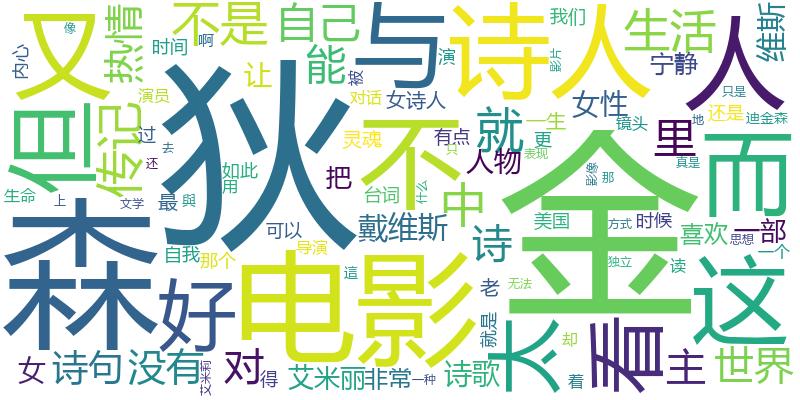 又
热情
内心
像
时间
不是
啊
自己
能
与
诗人
影片
我们
生活
宁静
人
维斯
但
传记
演员
让
对话
被
女诗人
演
灵魂
有点
不
就
一生
更
女性
镜头
里
还是
地
只是
迪金森
而
生命
上
还
过
文学
去
最
與
狄
如此
用
把
台词
什么
只
人物
表现
中
金
影像
那
真是
森
自我
那个
好
可以
导演
電影
這
戴维斯
诗
老
就是
美国
方式
时候
独立
无法
喜欢
读
思想
一部
一个
这
女
诗句
没有
艾米莉
对
得
艾米丽
非常
一种
诗歌
太
却
着
看
主
世界